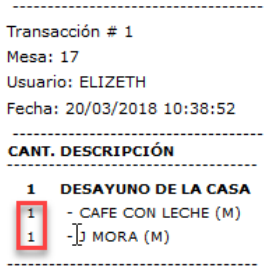 Transacción # 1
Mesa: 17
Usuario: ELIZETH
Fecha: 20/03/2018 10:38:52
CANT. DESCRIPCIÓN
1 DESAYUNO DE LA CASA
1 - CAFE CON LECHE (M)
1 - J MORA (M)